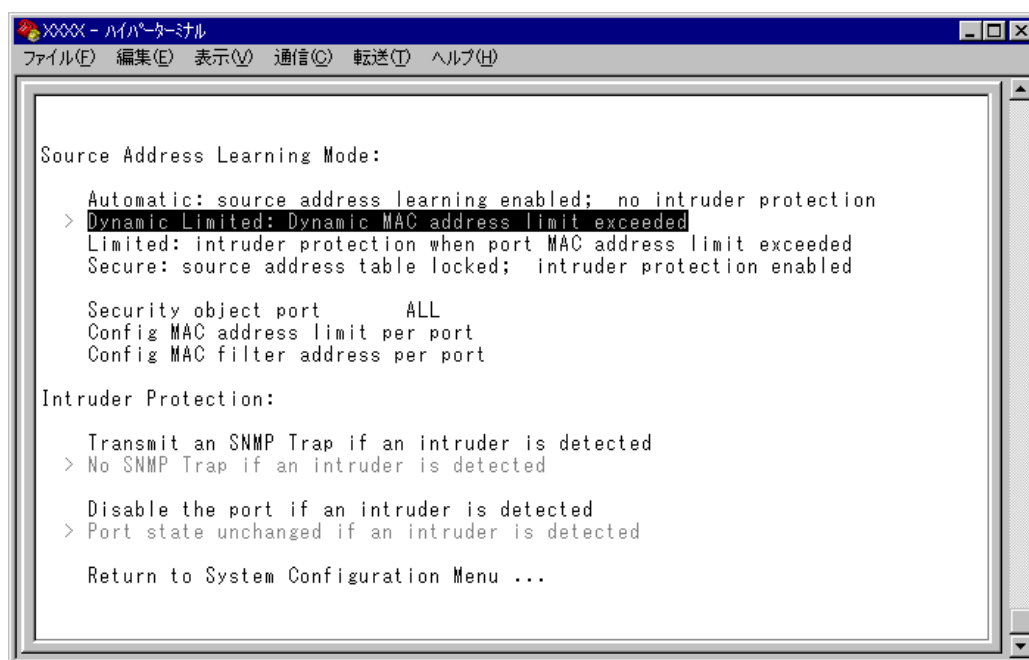 XXXX - ハイパーターミナル
ファイル(F) 編集(E) 表示(V) 通信(C) 転送(T) ヘルプ(H)
Source Address Learning Mode:
Automatic: source address learning enabled; no intruder protection
> Dynamic Limited: Dynamic MAC address limit exceeded
Limited: intruder protection when port MAC address limit exceeded
Secure: source address table locked; intruder protection enabled
Security object port ALL
Config MAC address limit per port
Config MAC filter address per port
Intruder Protection:
Transmit an SNMP Trap if an intruder is detected
> No SNMP Trap if an intruder is detected
Disable the port if an intruder is detected
> Port state unchanged if an intruder is detected
Return to System Configuration Menu ...